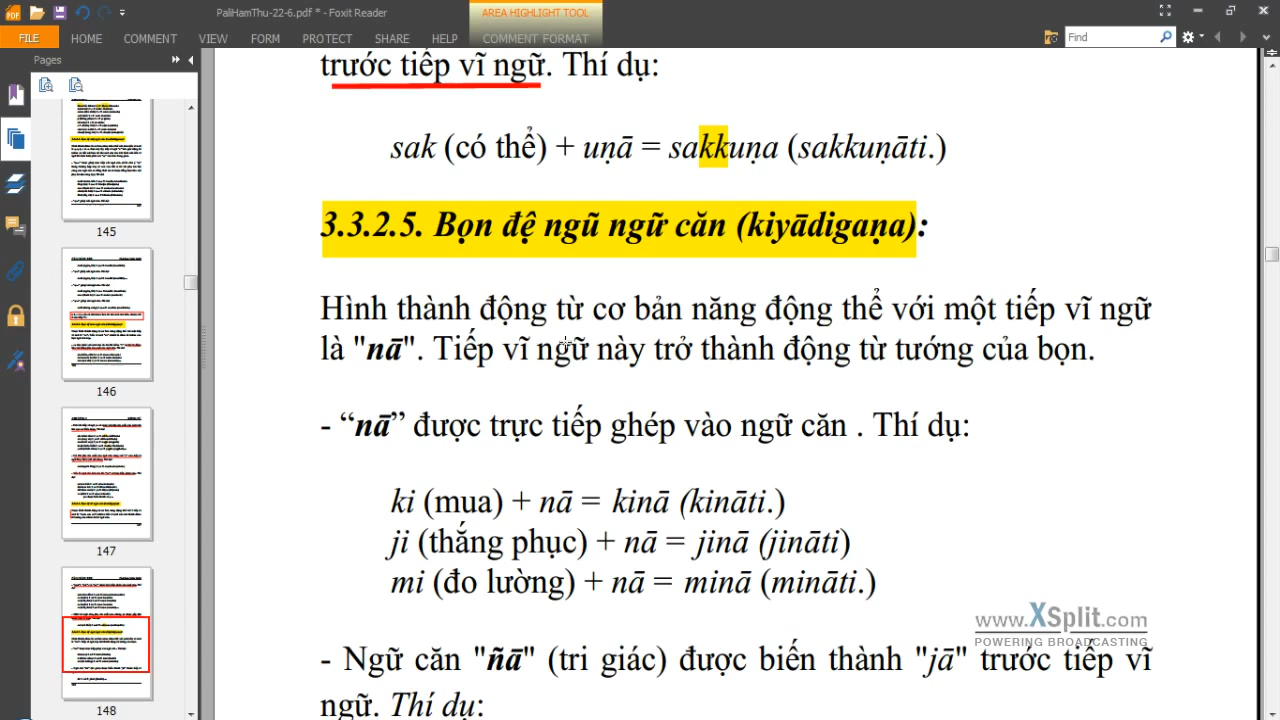 PaliHamThu-22-6.pdf * - Foxit Reader
AREA HIGHLIGHT TOOL
FILE HOME COMMENT VIEW FORM PROTECT SHARE HELP COMMENT FORMAT Find
Pages
145
146
147
148
trước tiếp vĩ ngữ. Thí dụ:
sak (có thể) + uṇā = sakkuṇa (sakkuṇāti.)
3.3.2.5. Bọn đệ ngũ ngữ căn (kiyādigaṇa):
Hình thành động từ cơ bản năng động thể với một tiếp vĩ ngữ
là "nā". Tiếp vĩ ngữ này trở thành động từ tướng của bọn.
- “nā” được trực tiếp ghép vào ngữ căn . Thí dụ:
ki (mua) + nā = kinā (kināti.)
ji (thắng phục) + nā = jinā (jināti)
mi (đo lường) + nā = minā (mināti.)
www.XSplit.com
POWERING BROADCASTING
- Ngữ căn "ñā" (tri giác) được biến thành "jā" trước tiếp vĩ
ngữ. Thí dụ: